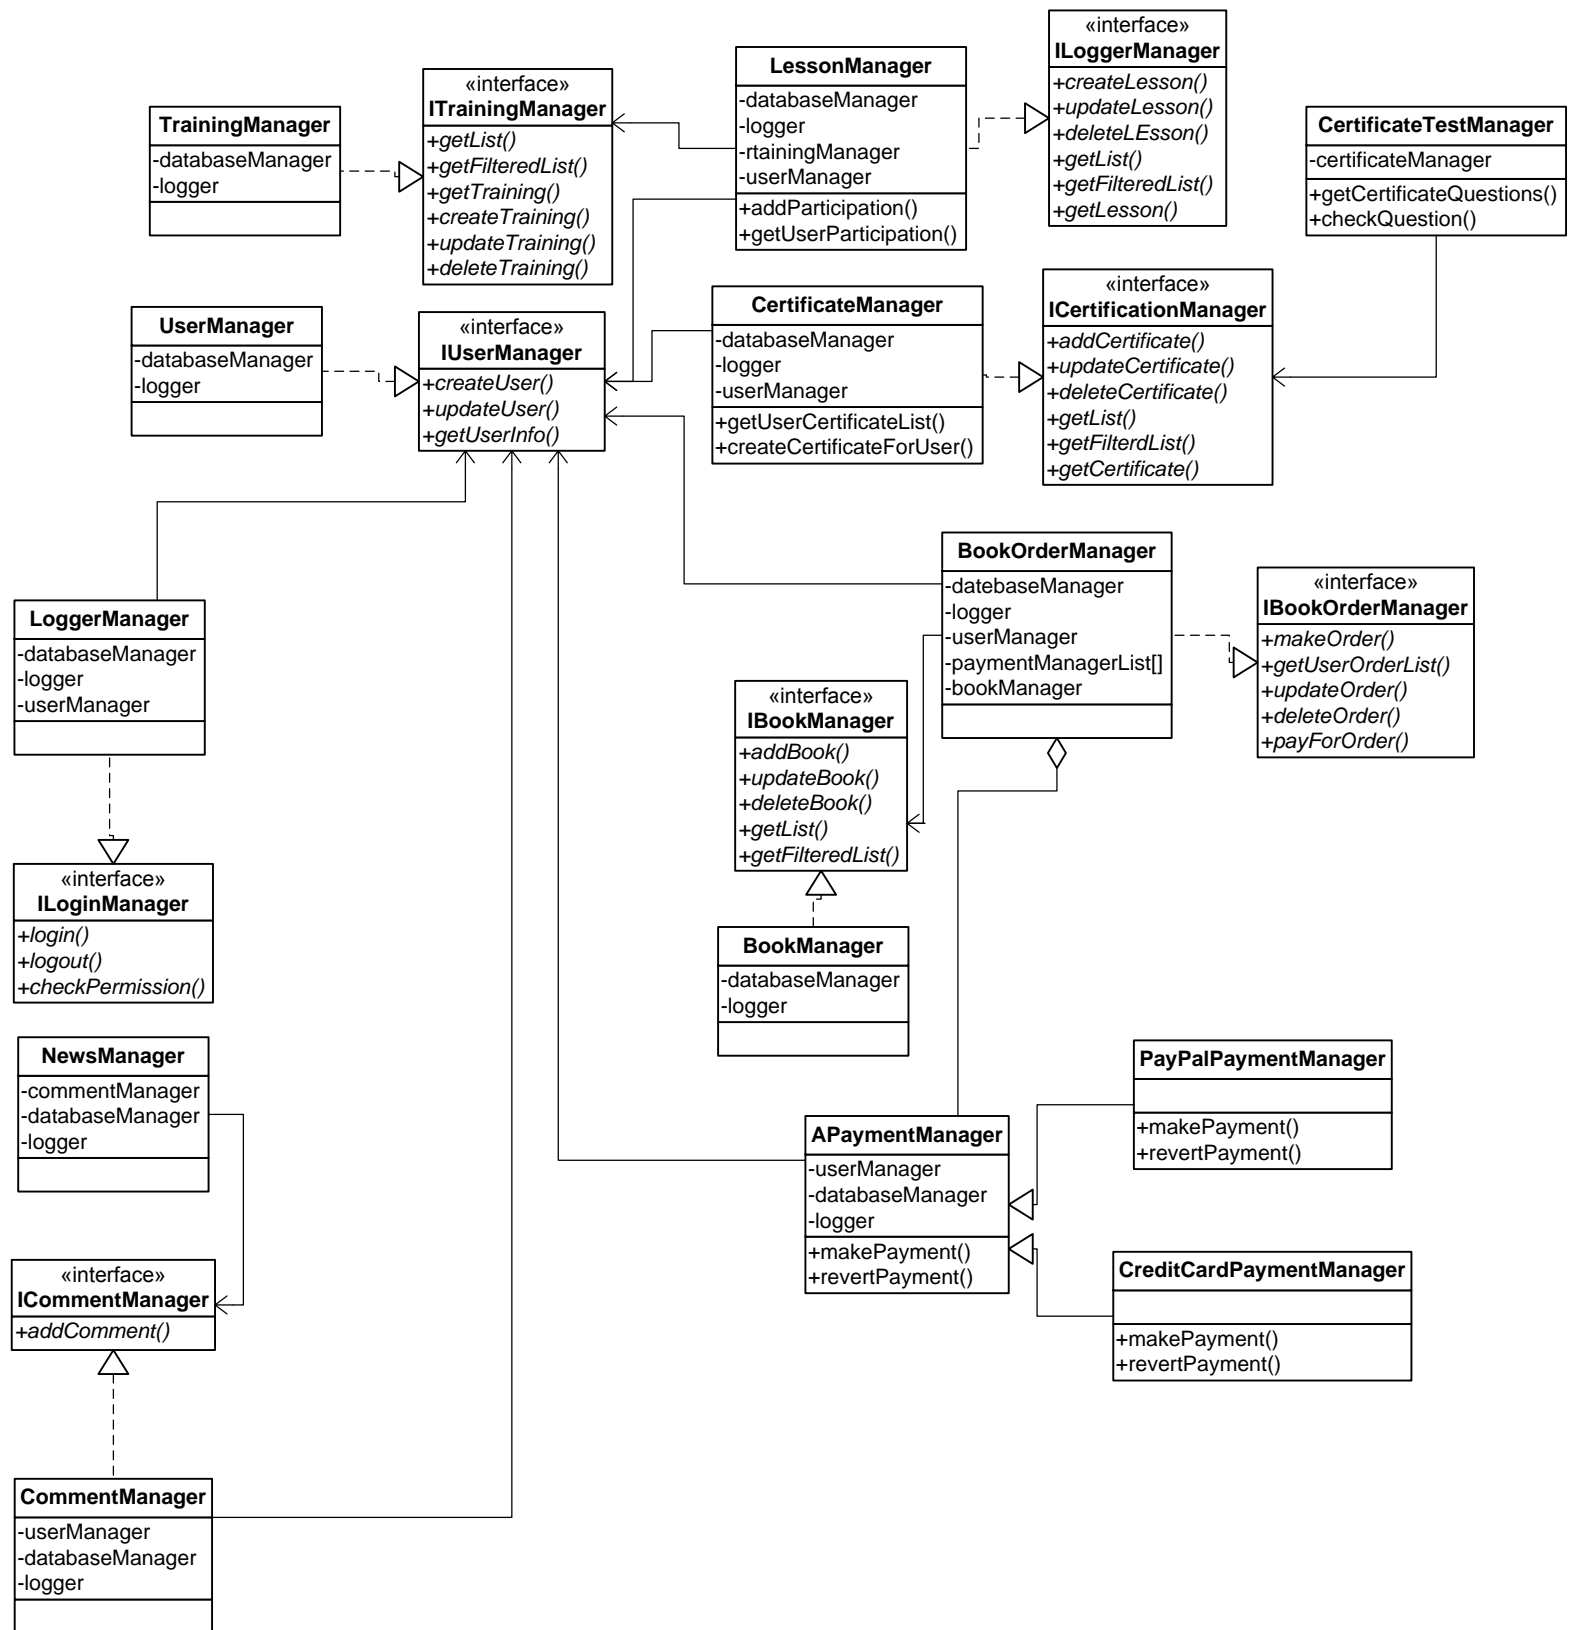 «interface»
ILoggerManager
+createLesson()
+updateLesson()
+deleteLEsson()
+getList()
+getFilteredList()
+getLesson()
LessonManager
-databaseManager
-logger
-rtainingManager
-userManager
+addParticipation()
+getUserParticipation()
«interface»
ITrainingManager
+getList()
+getFilteredList()
+getTraining()
+createTraining()
+updateTraining()
+deleteTraining()
TrainingManager
-databaseManager
-logger
CertificateTestManager
-certificateManager
+getCertificateQuestions()
+checkQuestion()
UserManager
-databaseManager
-logger
«interface»
IUserManager
+createUser()
+updateUser()
+getUserInfo()
CertificateManager
-databaseManager
-logger
-userManager
+getUserCertificateList()
+createCertificateForUser()
«interface»
ICertificationManager
+addCertificate()
+updateCertificate()
+deleteCertificate()
+getList()
+getFilterdList()
+getCertificate()
LoggerManager
-databaseManager
-logger
-userManager
BookOrderManager
-datebaseManager
-logger
-userManager
-paymentManagerList[]
-bookManager
«interface»
IBookOrderManager
+makeOrder()
+getUserOrderList()
+updateOrder()
+deleteOrder()
+payForOrder()
«interface»
IBookManager
+addBook()
+updateBook()
+deleteBook()
+getList()
+getFilteredList()
«interface»
ILoginManager
+login()
+logout()
+checkPermission()
BookManager
-databaseManager
-logger
NewsManager
-commentManager
-databaseManager
-logger
PayPalPaymentManager
+makePayment()
+revertPayment()
APaymentManager
-userManager
-databaseManager
-logger
+makePayment()
+revertPayment()
CreditCardPaymentManager
+makePayment()
+revertPayment()
«interface»
ICommentManager
+addComment()
CommentManager
-userManager
-databaseManager
-logger